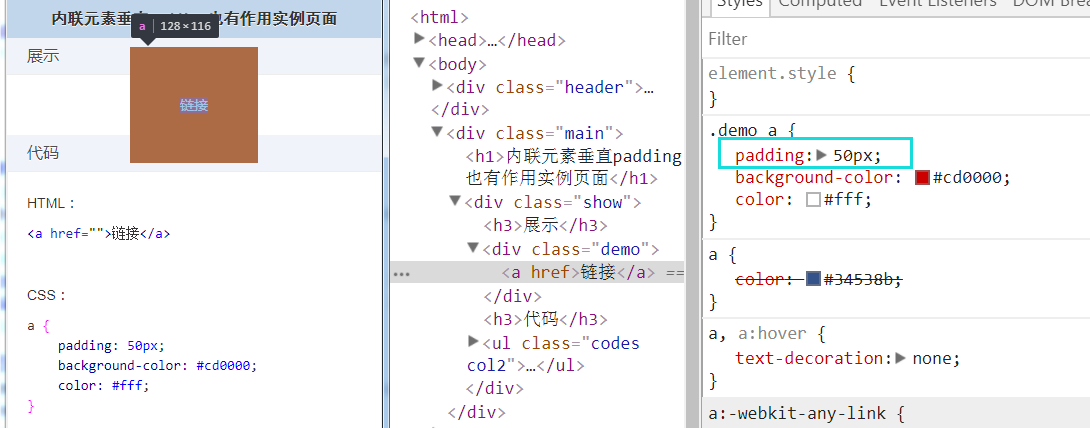 内联元素垂直 也有作用实例页面
a 128 × 116
展示
链接
代码
HTML：
<a href="">链接</a>
CSS：
a {
padding: 50px;
background-color: #cd0000;
color: #fff;
}
<html>
▶<head>…</head>
▼<body>
▶<div class="header">…
</div>
▼<div class="main">
<h1>内联元素垂直padding
也有作用实例页面</h1>
▼<div class="show">
<h3>展示</h3>
▼<div class="demo">
… <a href>链接</a> ==
</div>
<h3>代码</h3>
▶<ul class="codes
col2">…</ul>
</div>
</div>
Styles Computed Event Listeners DOM Brea
Filter
element.style {
}
.demo a {
padding:▶ 50px;
background-color: #cd0000;
color: #fff;
}
a {
color: #34538b;
}
a, a:hover {
text-decoration:▶ none;
}
a:-webkit-any-link {